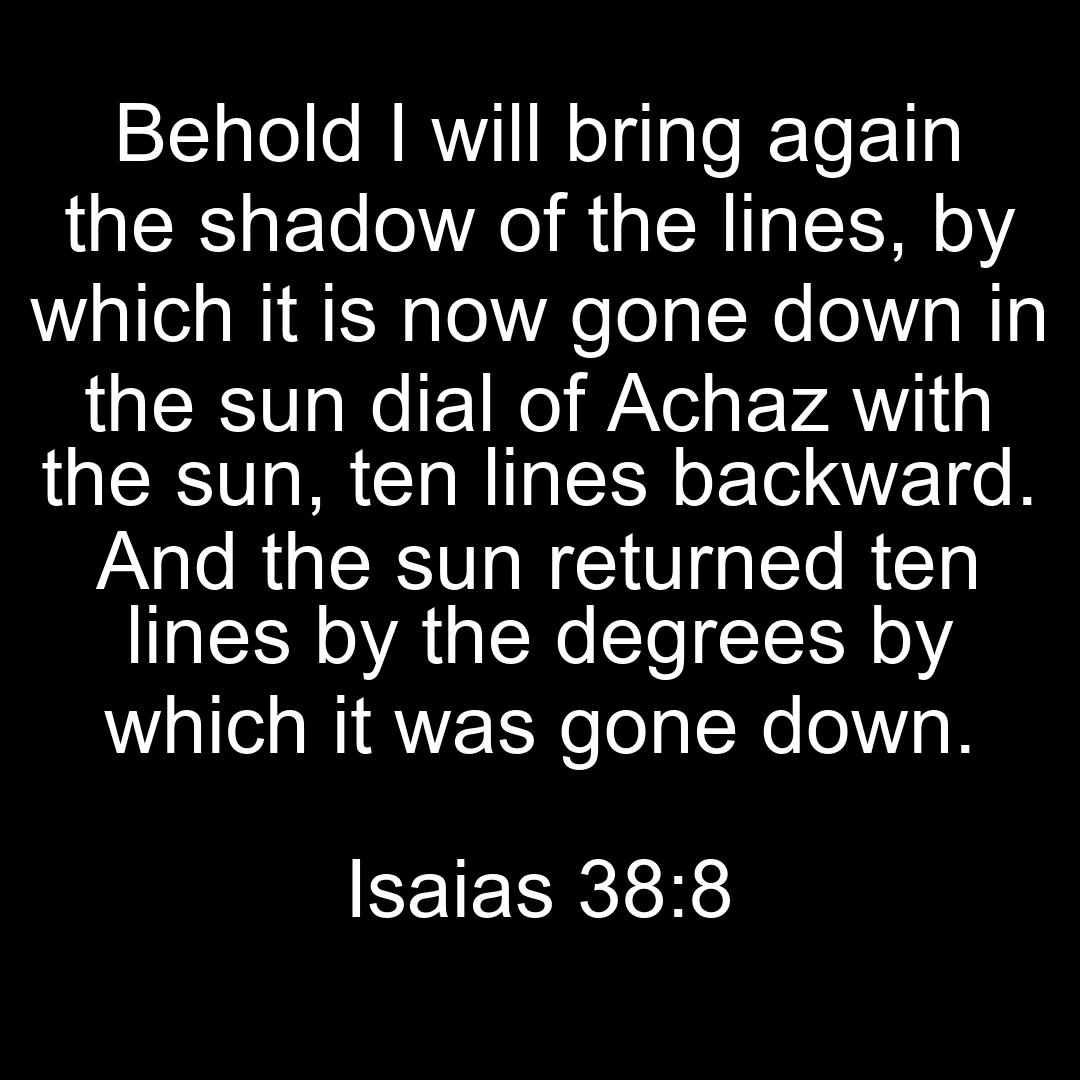 Behold I will bring again
the shadow of the lines, by
which it is now gone down in
the sun dial of Achaz with
the sun, ten lines backward.
And the sun returned ten
lines by the degrees by
which it was gone down.
Isaias 38:8